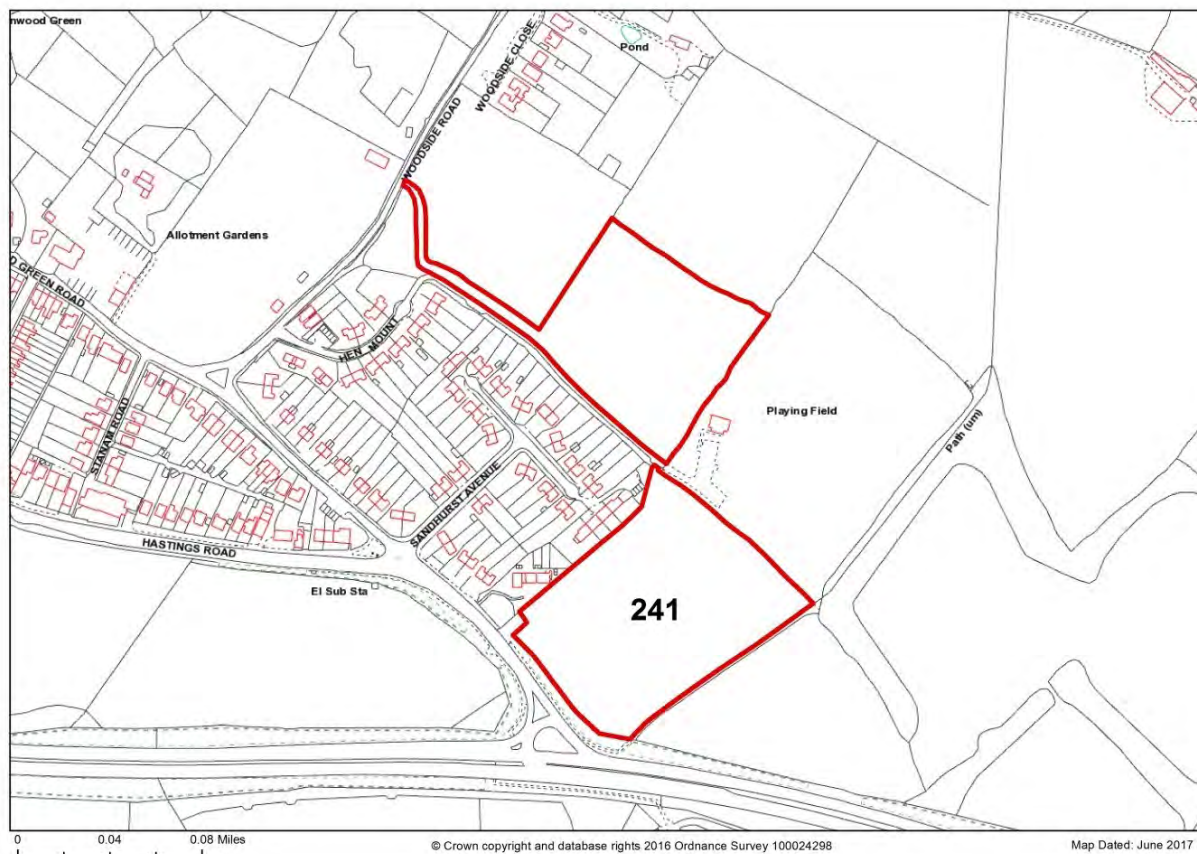 nwood Green
WOODSIDE CLOSE
Pond
WOODSIDE ROAD
Allotment Gardens
D GREEN ROAD
HEN MOUNT
STANAM ROAD
Playing Field
Path (um)
SANDHURST AVENUE
HASTINGS ROAD
El Sub Sta
241
0 0.04 0.08 Miles
© Crown copyright and database rights 2016 Ordnance Survey 100024298
Map Dated: June 2017